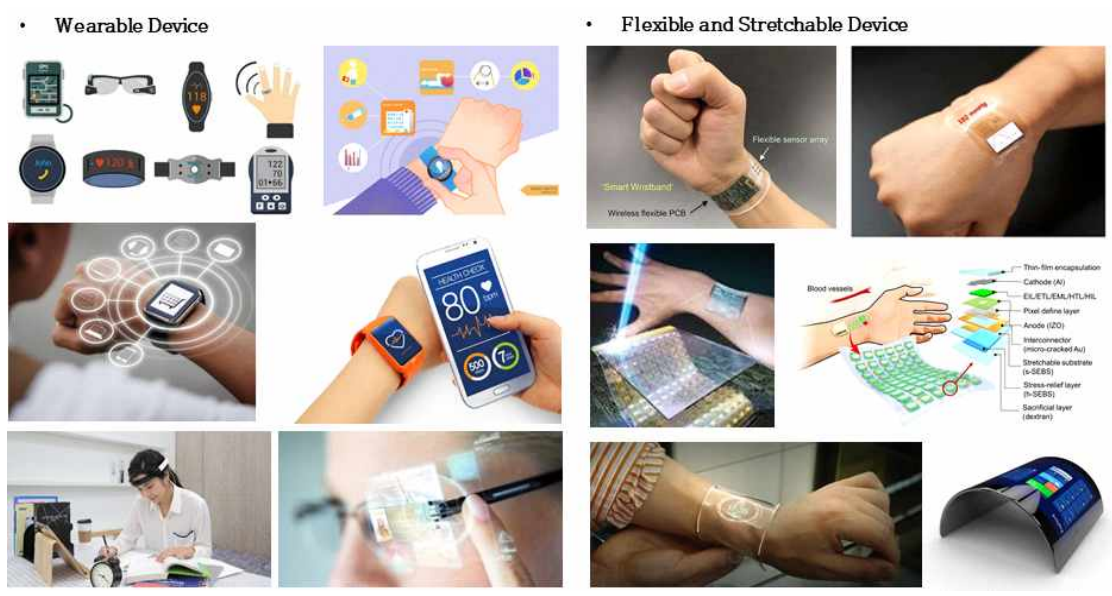 • Wearable Device
118
John
120
122
70
01 66
HEALTH CHECK
80
500
7
• Flexible and Stretchable Device
Flexible sensor array
'Smart Wristband'
Wireless flexible PCB
Blood vessels
Thin-film encapsulation
Cathode (Al)
EIL/ETL/EML/HTL/HIL
Pixel define layer
Anode (IZO)
Interconnector
(micro-cracked Au)
Stretchable substrate
(s-SEBS)
Stress-relief layer
(h-SEBS)
Sacrificial layer
(dextran)